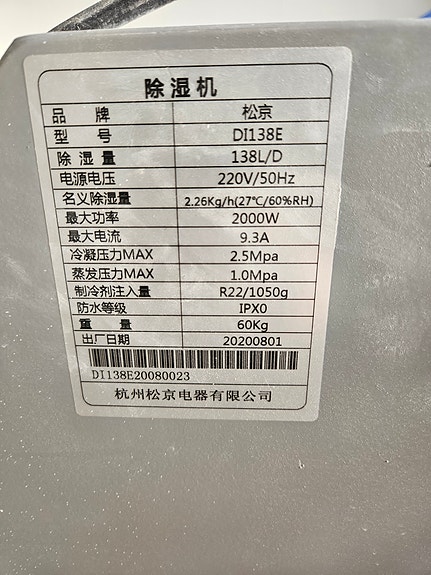 除湿机
品 牌 松京
型 号 DI138E
除 湿 量 138L/D
电源电压 220V/50Hz
名义除湿量 2.26Kg/h(27℃/60%RH)
最大功率 2000W
最大电流 9.3A
冷凝压力MAX 2.5Mpa
蒸发压力MAX 1.0Mpa
制冷剂注入量 R22/1050g
防水等级 IPX0
重 量 60Kg
出厂日期 20200801
DI138E20080023
杭州松京电器有限公司